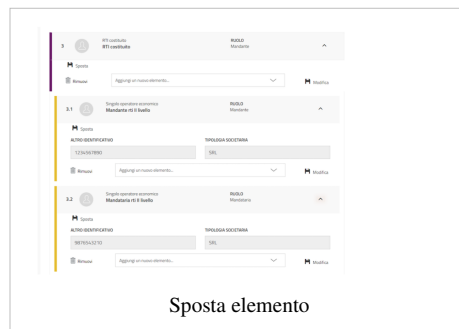 3 RTI costituito RUOLO
RTI costituito Mandante
Sposta
Rimuovi Aggiungi un nuovo elemento... Modifica
3.1 Singolo operatore economico RUOLO
Mandante rti II livello Mandante
Sposta
ALTRO IDENTIFICATIVO TIPOLOGIA SOCIETARIA
1234567890 SRL
Rimuovi Aggiungi un nuovo elemento... Modifica
3.2 Singolo operatore economico RUOLO
Mandataria rti II livello Mandataria
Sposta
ALTRO IDENTIFICATIVO TIPOLOGIA SOCIETARIA
9876543210 SRL
Rimuovi Aggiungi un nuovo elemento... Modifica
Sposta elemento